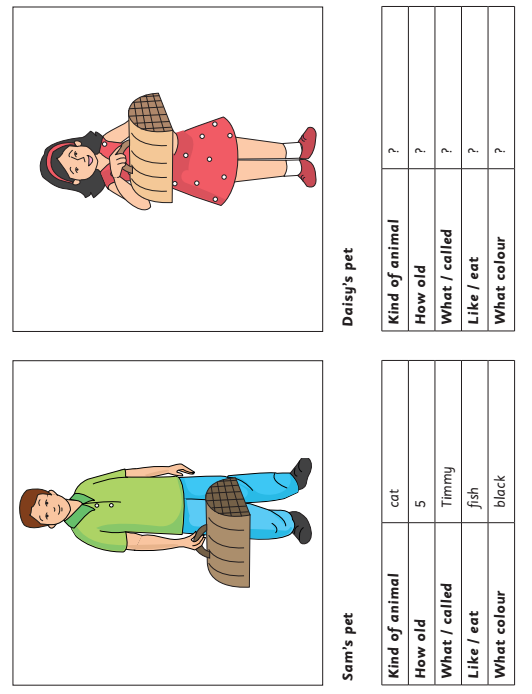 Sam's pet
Kind of animal cat
How old 5
What / called Timmy
Like / eat fish
What colour black
Daisy's pet
Kind of animal ?
How old ?
What / called ?
Like / eat ?
What colour ?